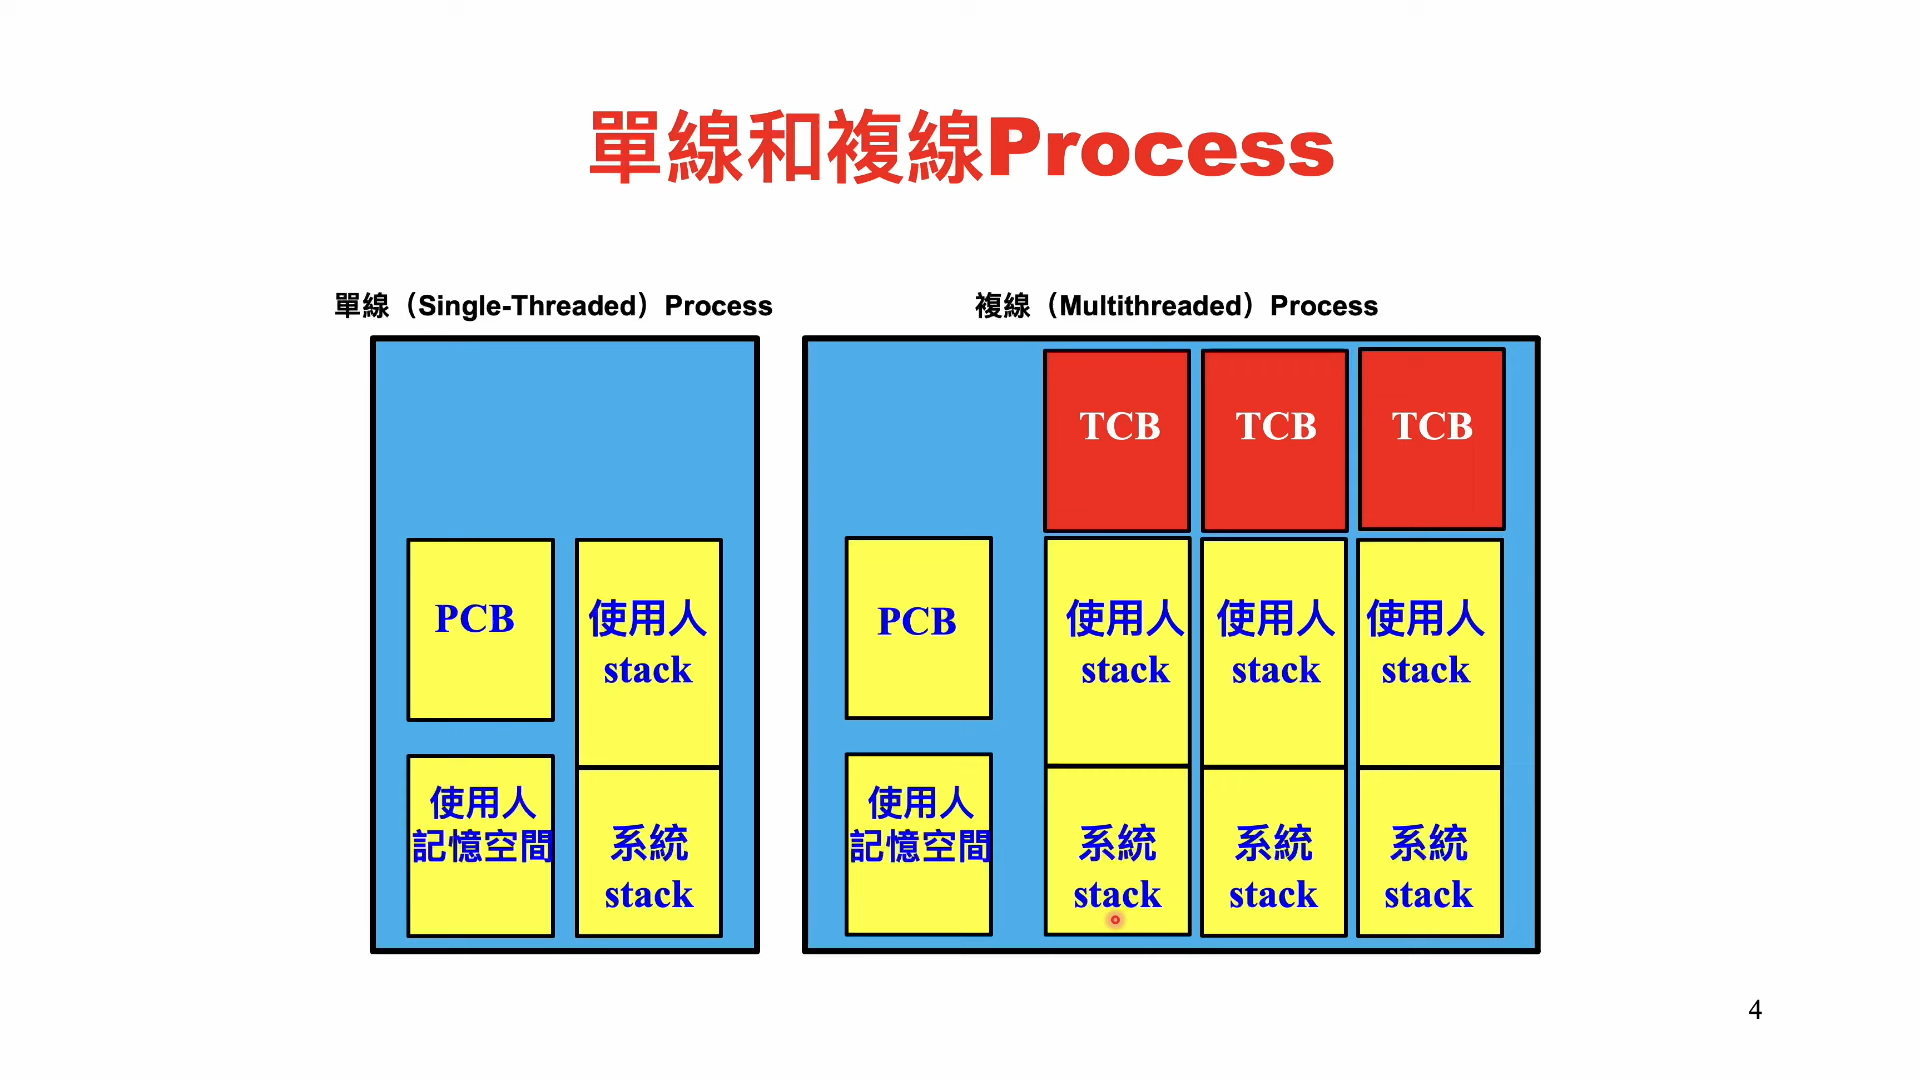 單線和複線Process
單線（Single-Threaded）Process
PCB
使用人
stack
使用人
記憶空間
系統
stack
複線（Multithreaded）Process
TCB
TCB
TCB
PCB
使用人
stack
使用人
stack
使用人
stack
使用人
記憶空間
系統
stack
系統
stack
系統
stack
4